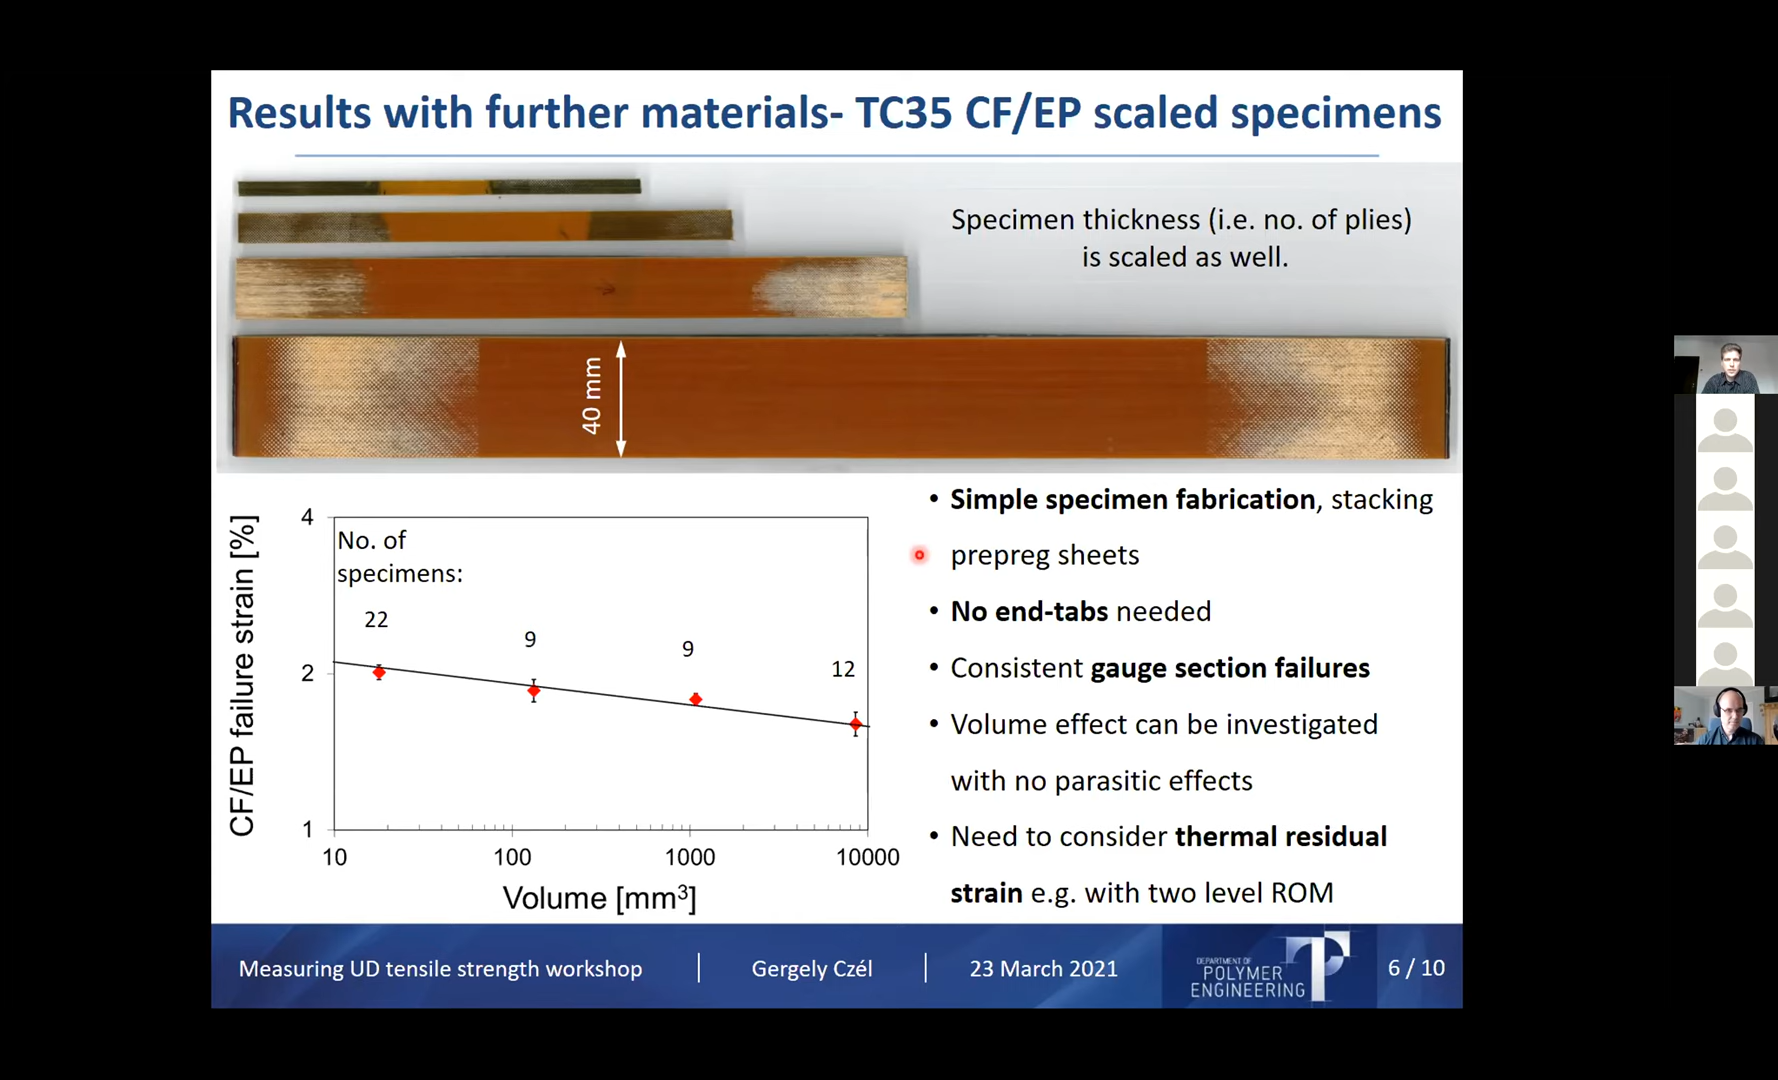 Results with further materials- TC35 CF/EP scaled specimens
Specimen thickness (i.e. no. of plies)
is scaled as well.
40 mm
CF/EP failure strain [%]
4
2
1
No. of
specimens:
22
9
9
12
10
100
1000
10000
Volume [mm³]
• Simple specimen fabrication, stacking
prepreg sheets
• No end-tabs needed
• Consistent gauge section failures
• Volume effect can be investigated
with no parasitic effects
• Need to consider thermal residual
strain e.g. with two level ROM
Measuring UD tensile strength workshop
Gergely Czél
23 March 2021
DEPARTMENT OF
POLYMER
ENGINEERING
6 / 10